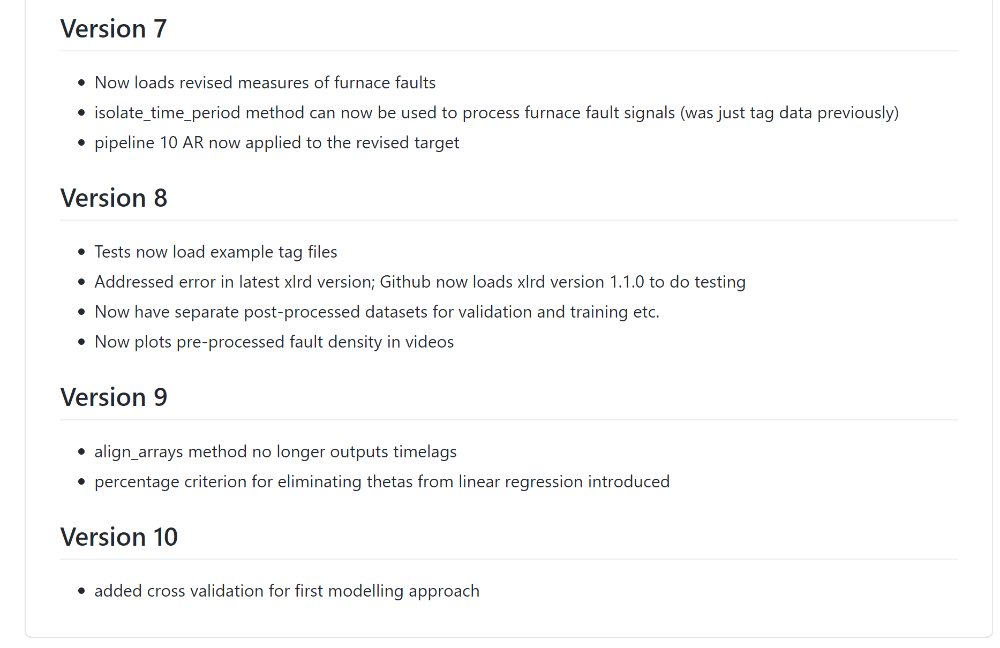 Version 7
Now loads revised measures of furnace faults
isolate_time_period method can now be used to process furnace fault signals (was just tag data previously)
pipeline 10 AR now applied to the revised target
Version 8
Tests now load example tag files
Addressed error in latest xlrd version; Github now loads xlrd version 1.1.0 to do testing
Now have separate post-processed datasets for validation and training etc.
Now plots pre-processed fault density in videos
Version 9
align_arrays method no longer outputs timelags
percentage criterion for eliminating thetas from linear regression introduced
Version 10
added cross validation for first modelling approach